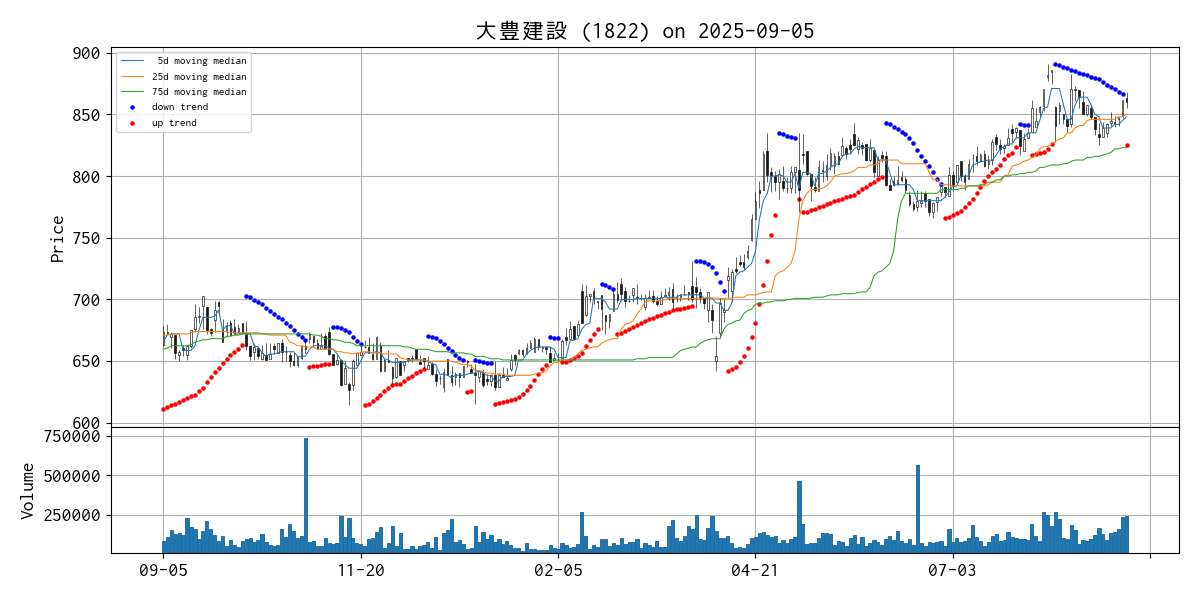 大豊建設 (1822) on 2025-09-05
900
850
800
750
700
650
600
Price
5d moving median
25d moving median
75d moving median
down trend
up trend
750000
500000
250000
Volume
09-05
11-20
02-05
04-21
07-03